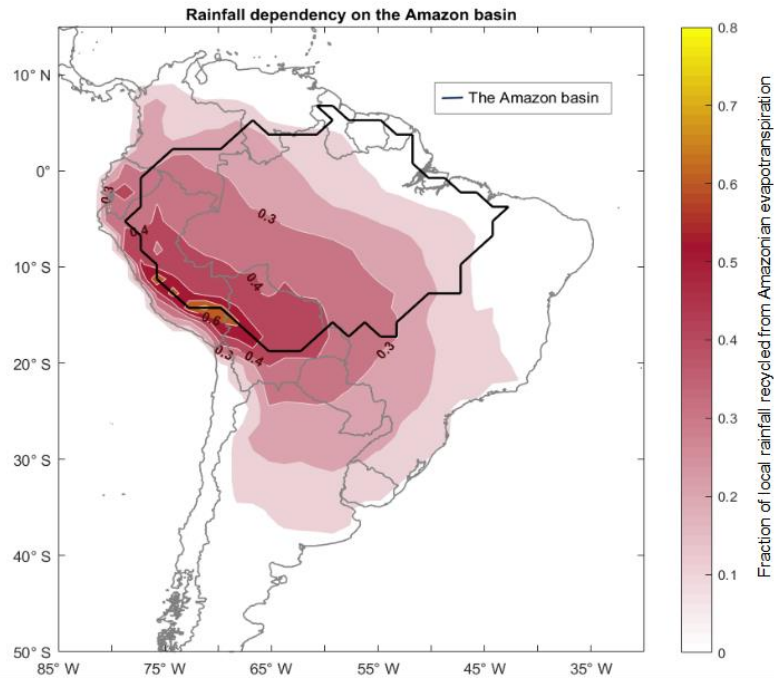 Rainfall dependency on the Amazon basin
The Amazon basin
10° N
0°
10° S
20° S
30° S
40° S
50° S
85° W
75° W
65° W
55° W
45° W
35° W
0.3
0.4
0.3
0.4
0.6
0.3
0.4
0.3
0.8
0.7
0.6
0.5
0.4
0.3
0.2
0.1
0
Fraction of local rainfall recycled from Amazonian evapotranspiration